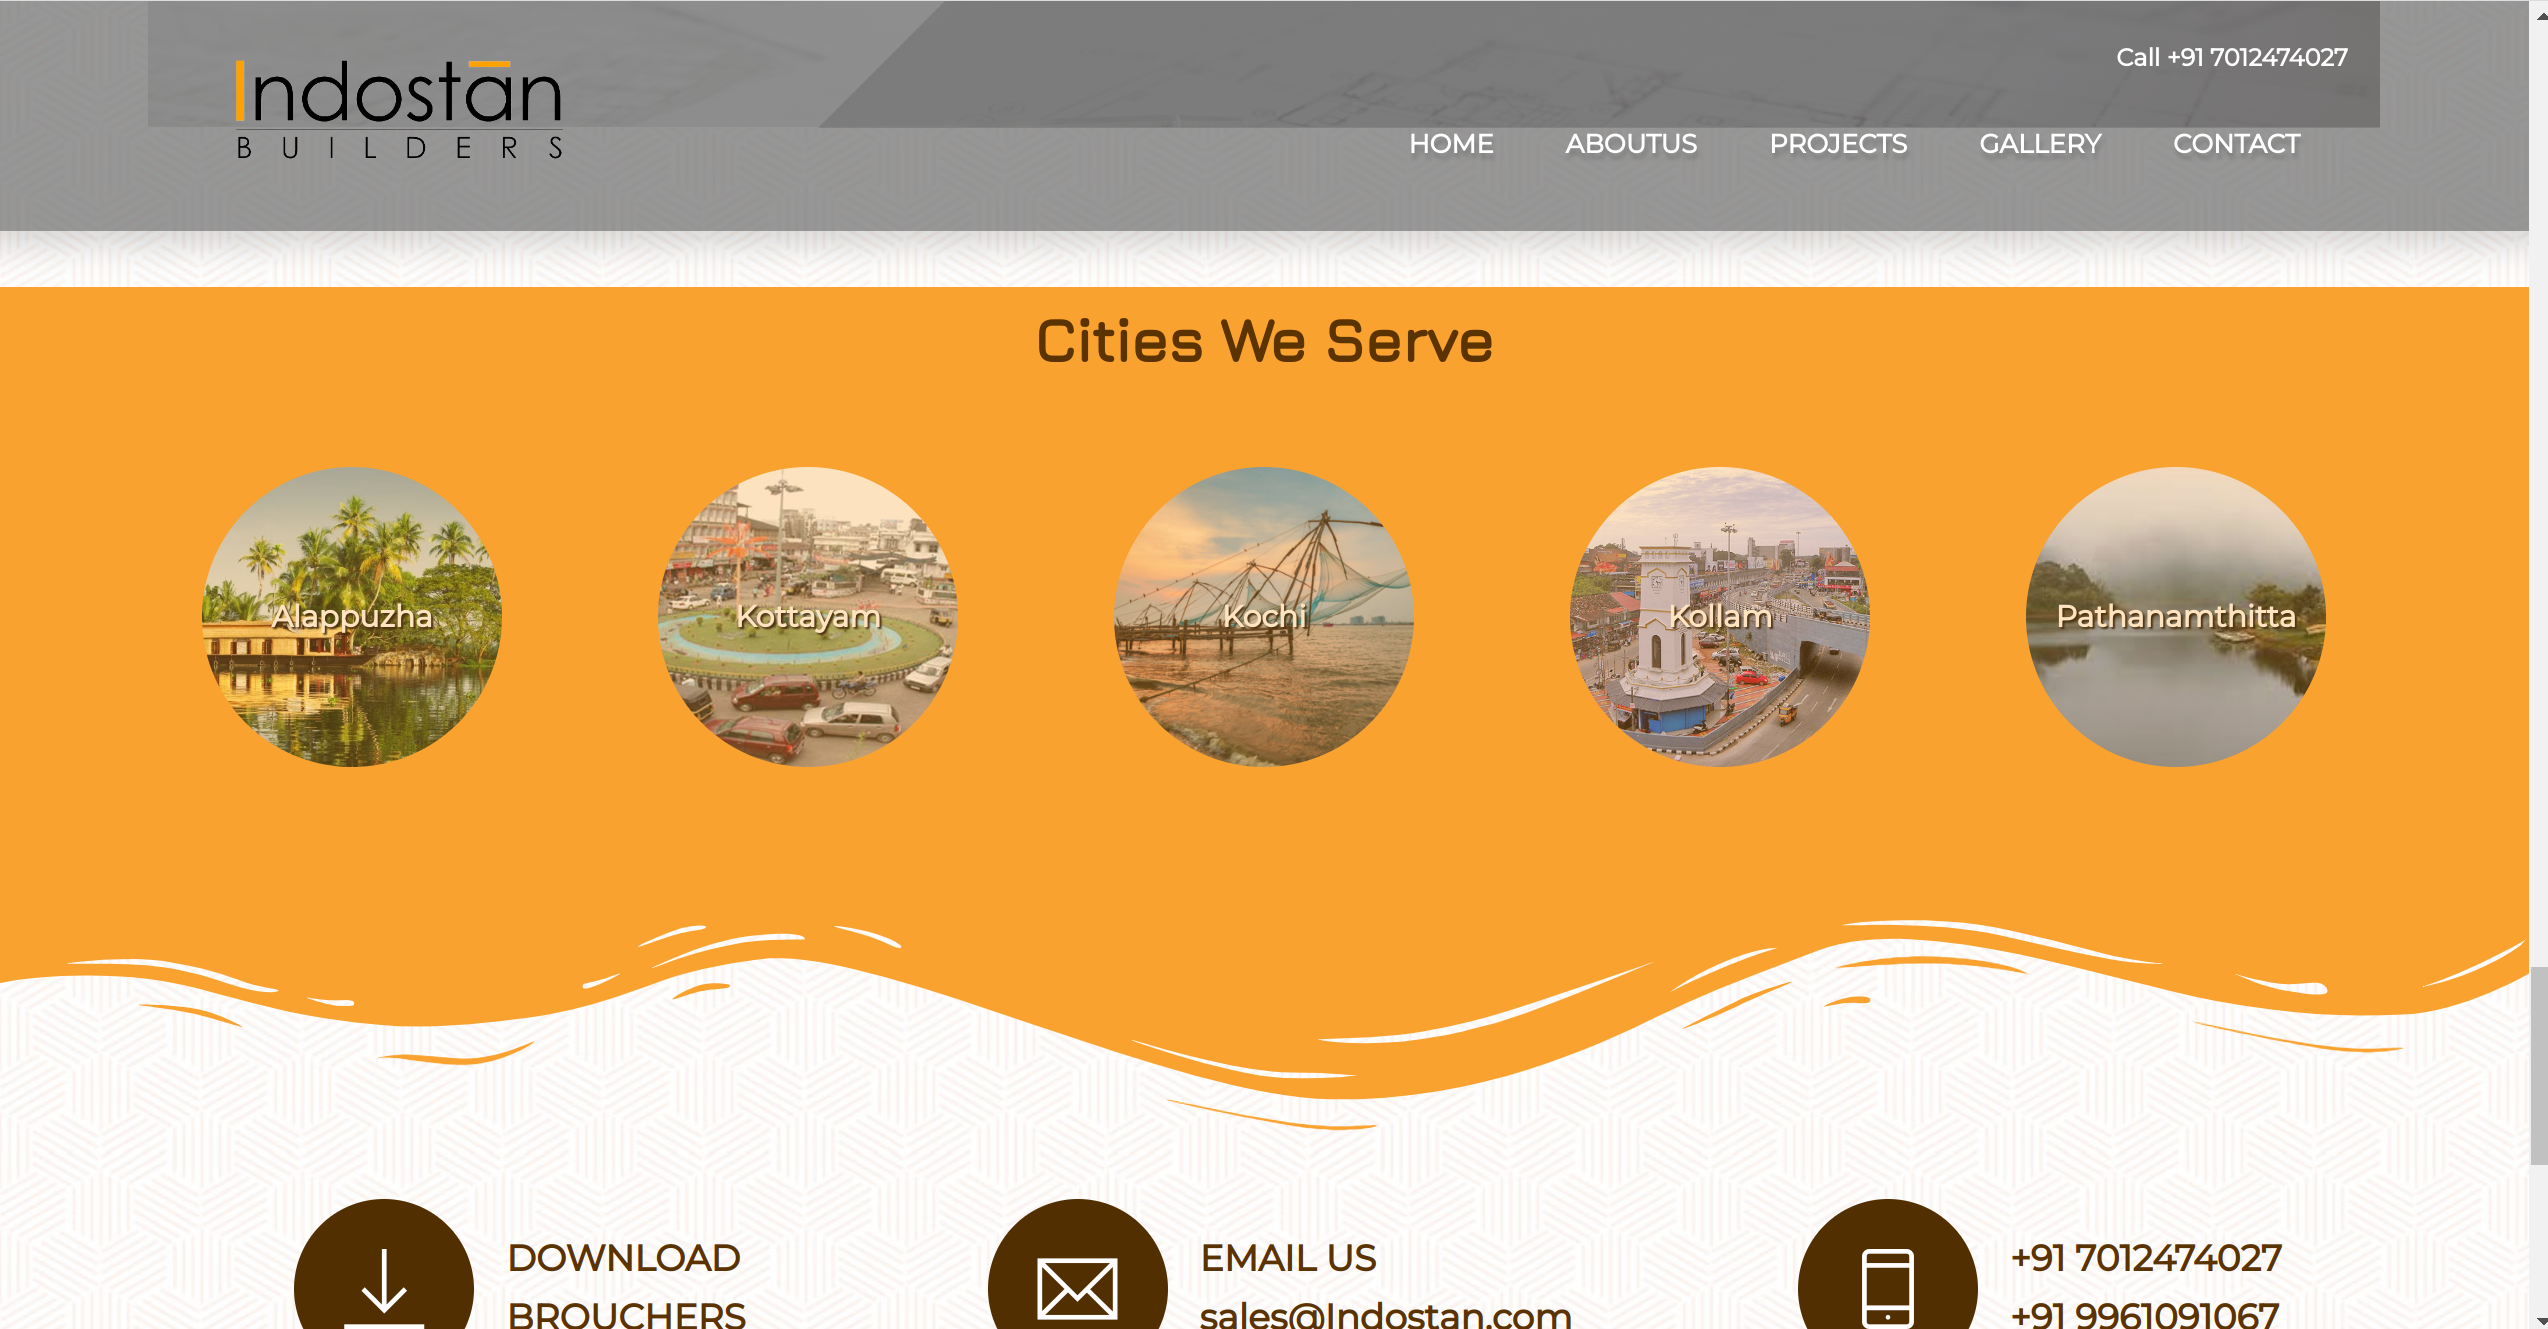 Call +91 7012474027
Indostan
BUILDERS
HOME ABOUTUS PROJECTS GALLERY CONTACT
Cities We Serve
Alappuzha
Kottayam
Kochi
Kollam
Pathanamthitta
DOWNLOAD
BROUCHERS
EMAIL US
sales@Indostan.com
+91 7012474027
+91 9961091067